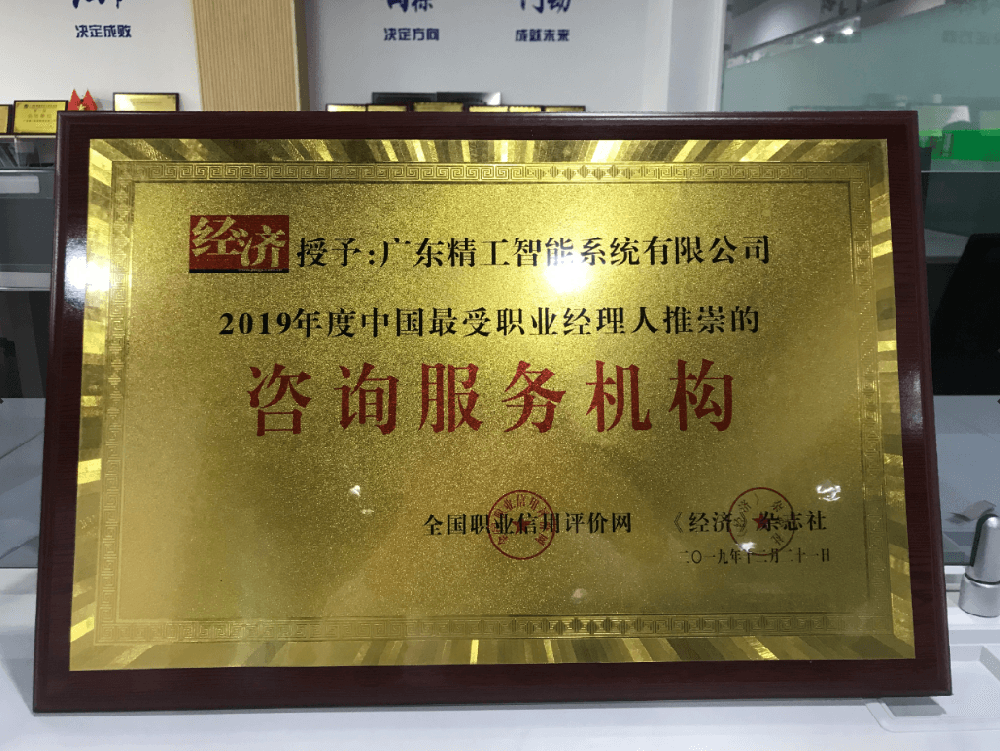 决定成败
决定方向
成就未来
经济 授予:广东精工智能系统有限公司
2019年度中国最受职业经理人推崇的
咨询服务机构
全国职业信用评价网
《经济》杂志社
二〇一九年十二月二十一日